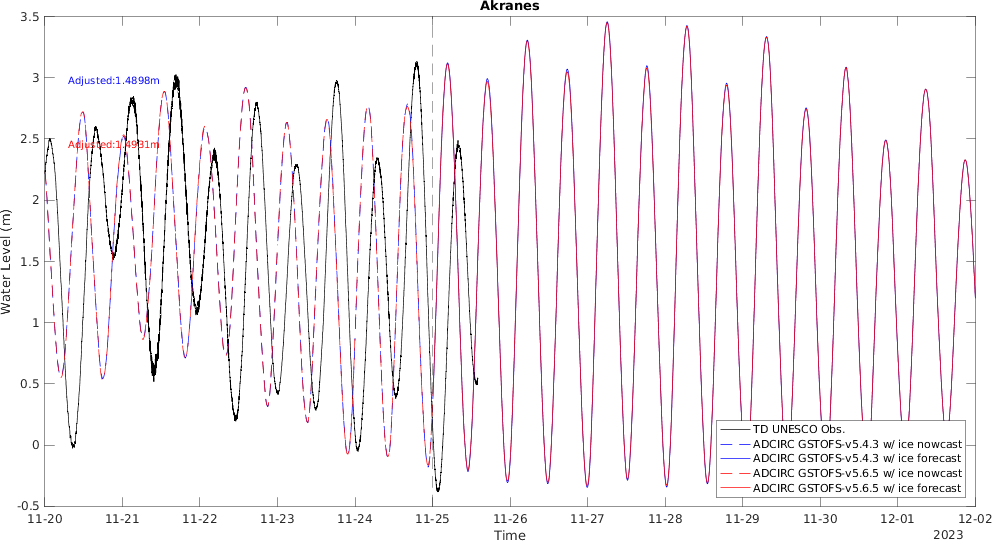 Akranes
3.5
3
2.5
2
1.5
1
0.5
0
-0.5
Water Level (m)
Adjusted:1.4898m
Adjusted:1.4931m
TD UNESCO Obs.
ADCIRC GSTOFS-v5.4.3 w/ ice nowcast
ADCIRC GSTOFS-v5.4.3 w/ ice forecast
ADCIRC GSTOFS-v5.6.5 w/ ice nowcast
ADCIRC GSTOFS-v5.6.5 w/ ice forecast
11-20 11-21 11-22 11-23 11-24 11-25 11-26 11-27 11-28 11-29 11-30 12-01 12-02
Time
2023